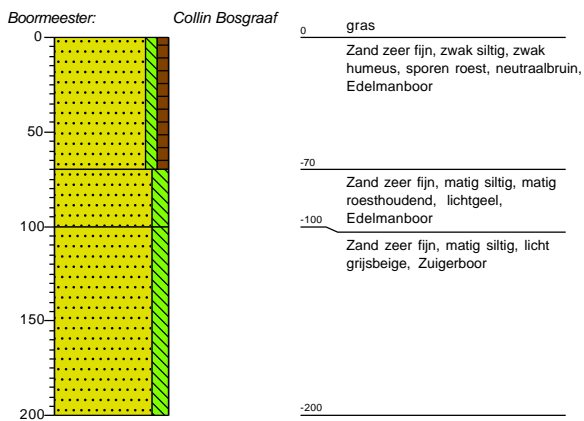 Boormeester: Collin Bosgraaf
0
50
100
150
200
0 gras
Zand zeer fijn, zwak siltig, zwak
humeus, sporen roest, neutraalbruin,
Edelmanboor
-70
Zand zeer fijn, matig siltig, matig
roesthoudend, lichtgeel,
Edelmanboor
-100
Zand zeer fijn, matig siltig, licht
grijsbeige, Zuigerboor
-200